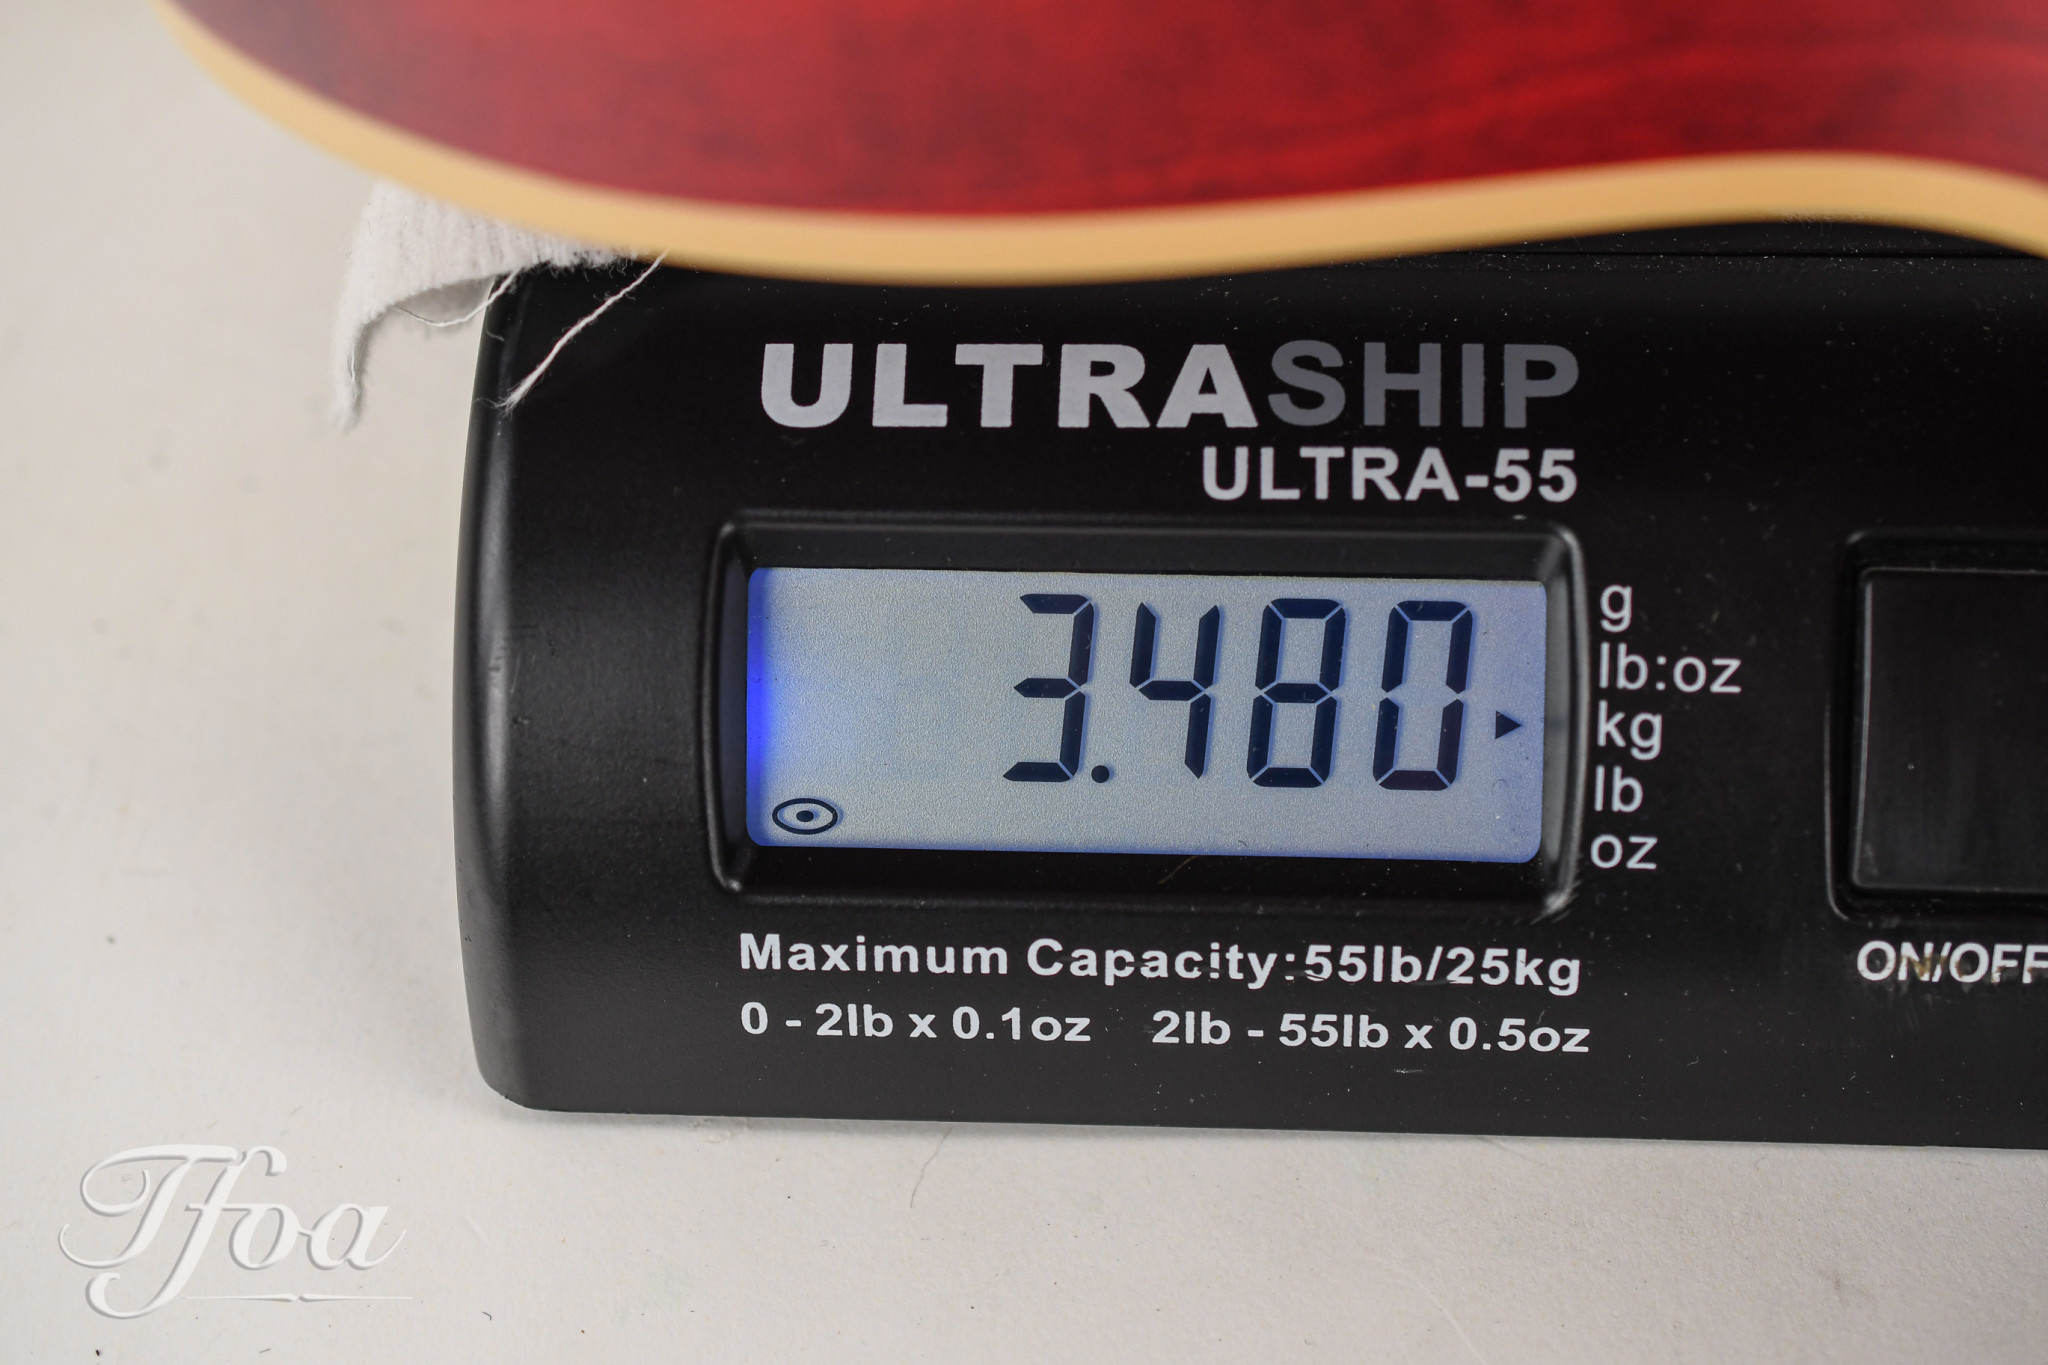 ULTRASHIP
ULTRA-55
3.480
g
lb:oz
kg
lb
oz
Maximum Capacity:55lb/25kg
0 - 2lb x 0.1oz 2lb - 55lb x 0.5oz
ON/OFF
Tfoa